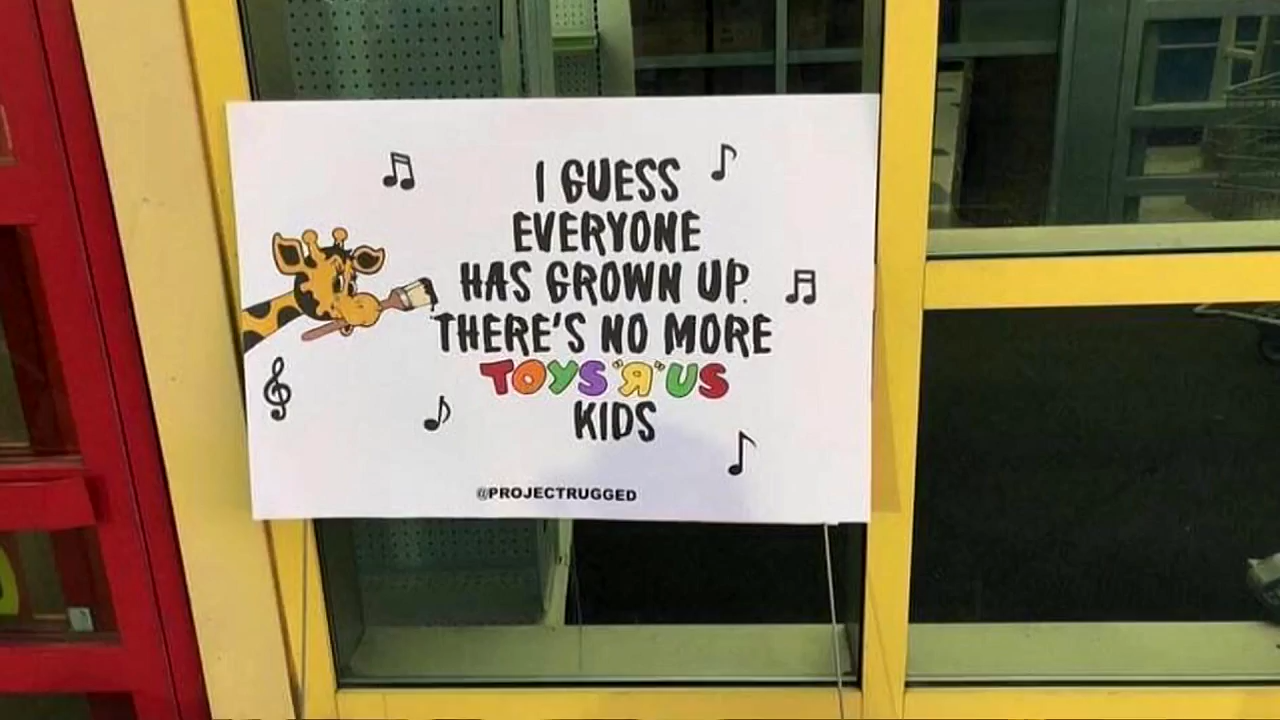 I GUESS
EVERYONE
HAS GROWN UP.
THERE'S NO MORE
TOYS"R"US
KIDS
@PROJECTRUGGED